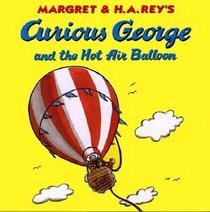 MARGRET & H.A.REY'S
Curious George
and the Hot Air Balloon